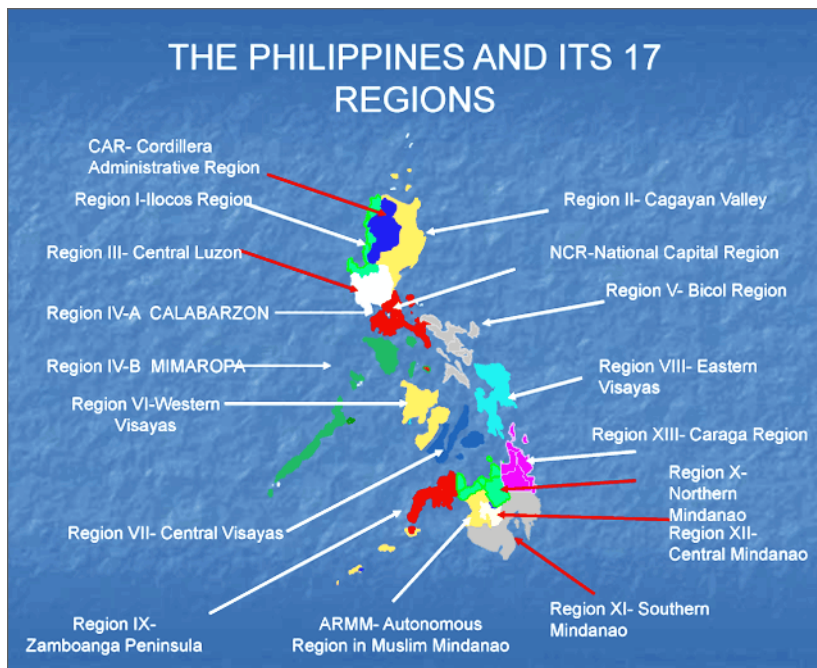 THE PHILIPPINES AND ITS 17
REGIONS
CAR- Cordillera
Administrative Region
Region I-Ilocos Region
Region II- Cagayan Valley
Region III- Central Luzon
NCR-National Capital Region
Region V- Bicol Region
Region IV-A CALABARZON
Region IV-B MIMAROPA
Region VIII- Eastern
Visayas
Region VI-Western
Visayas
Region XIII- Caraga Region
Region X-
Northern
Mindanao
Region VII- Central Visayas
Region XII-
Central Mindanao
Region XI- Southern
Mindanao
Region IX-
Zamboanga Peninsula
ARMM- Autonomous
Region in Muslim Mindanao